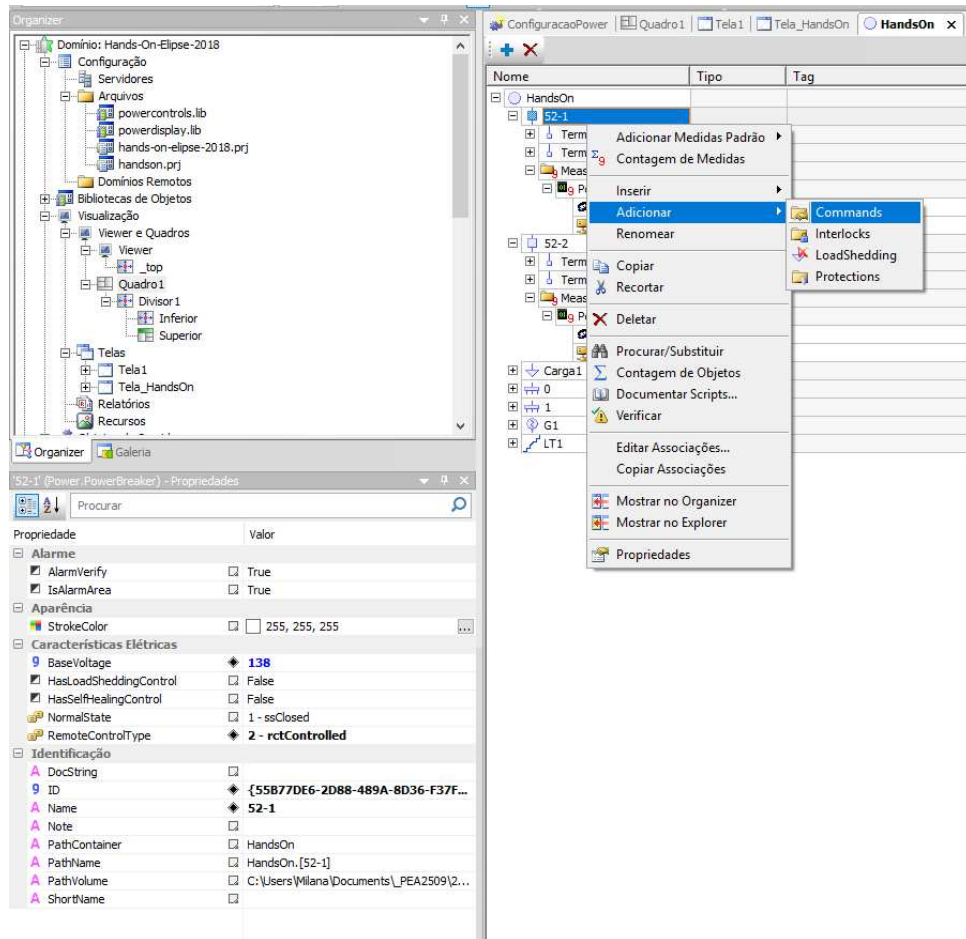 Organizer
Domínio: Hands-On-Elipse-2018
Configuração
Servidores
Arquivos
powercontrols.lib
powerdisplay.lib
hands-on-elipse-2018.prj
handson.prj
Domínios Remotos
Bibliotecas de Objetos
Visualização
Viewer e Quadros
Viewer
_top
Quadro1
Divisor1
Inferior
Superior
Telas
Tela1
Tela_HandsOn
Relatórios
Recursos
Organizer Galeria
'52-1' (Power.PowerBreaker) - Propriedades
Procurar
Propriedade Valor
Alarme
AlarmVerify True
IsAlarmArea True
Aparência
StrokeColor 255, 255, 255 ...
Características Elétricas
BaseVoltage 138
HasLoadSheddingControl False
HasSelfHealingControl False
NormalState 1 - ssClosed
RemoteControlType 2 - rctControlled
Identificação
DocString
ID {55B77DE6-2D88-489A-8D36-F37F...
Name 52-1
Note
PathContainer HandsOn
PathName HandsOn.[52-1]
PathVolume C:\Users\Milana\Documents\_PEA2509\2...
ShortName
ConfiguracaoPower Quadro1 Tela1 Tela_HandsOn HandsOn X
Nome Tipo Tag
HandsOn
52-1
Term
Term
Meas
52-2
Term
Term
Meas
Carga1
0
1
G1
LT1
Adicionar Medidas Padrão
Contagem de Medidas
Inserir
Adicionar
Renomear
Copiar
Recortar
Deletar
Procurar/Substituir
Contagem de Objetos
Documentar Scripts...
Verificar
Editar Associações...
Copiar Associações
Mostrar no Organizer
Mostrar no Explorer
Propriedades
Commands
Interlocks
LoadShedding
Protections